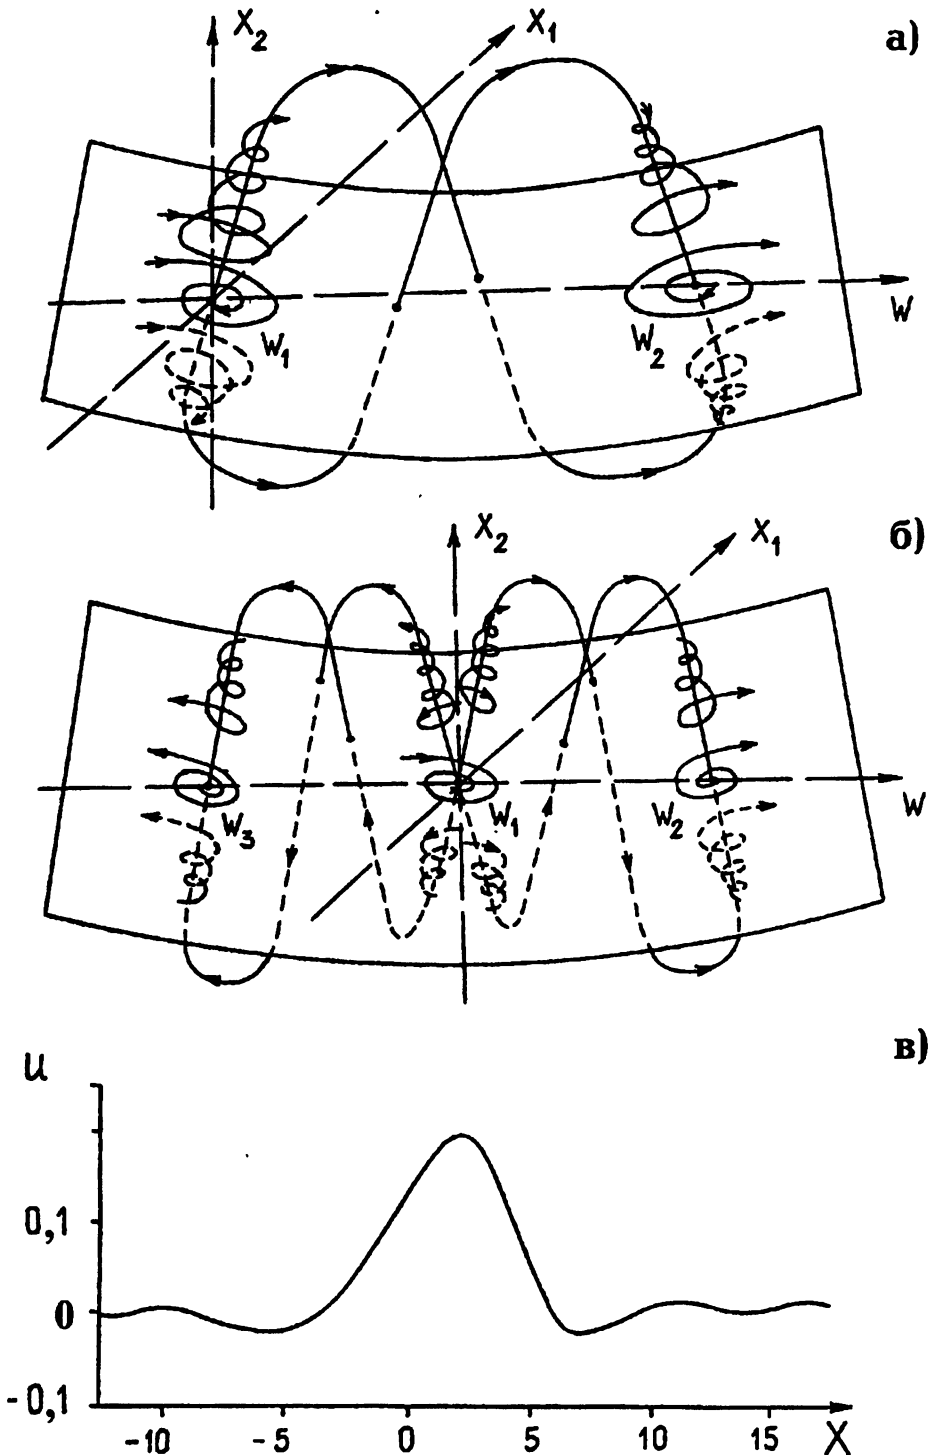 X₂
X₁
а)
W
W₁
W₂
X₂
X₁
б)
W
W₃
W₁
W₂
в)
u
0,1
0
-0,1
-10 -5 0 5 10 15 X